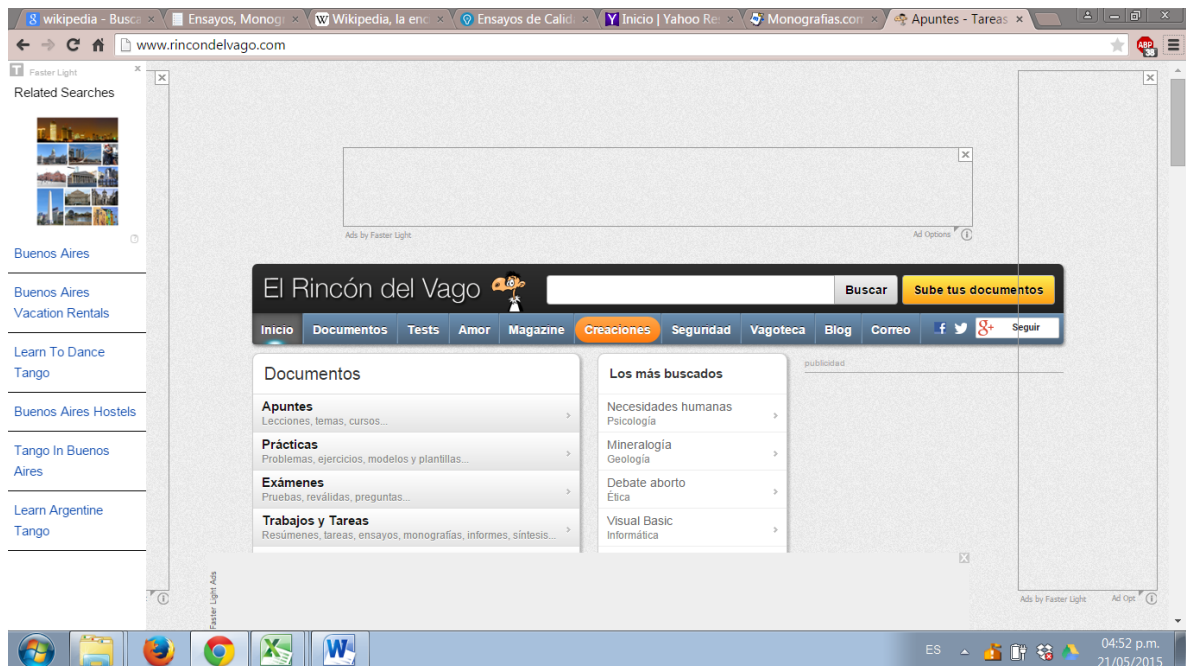 wikipedia - Busca
Ensayos, Monogr
Wikipedia, la enc
Ensayos de Calid
Inicio | Yahoo Re
Monografias.com
Apuntes - Tareas
www.rincondelvago.com
ABP
38
Faster Light
Related Searches
Buenos Aires
Buenos Aires
Vacation Rentals
Learn To Dance
Tango
Buenos Aires Hostels
Tango In Buenos
Aires
Learn Argentine
Tango
Ads by Faster Light
Ad Options
El Rincón del Vago
Buscar
Sube tus documentos
Inicio Documentos Tests Amor Magazine Creaciones Seguridad Vagoteca Blog Correo Seguir
Documentos
Apuntes
Lecciones, temas, cursos...
Prácticas
Problemas, ejercicios, modelos y plantillas...
Exámenes
Pruebas, reválidas, preguntas...
Trabajos y Tareas
Resúmenes, tareas, ensayos, monografías, informes, síntesis...
Los más buscados
Necesidades humanas
Psicología
Mineralogía
Geología
Debate aborto
Ética
Visual Basic
Informática
publicidad
Faster Light Ads
Ads by Faster Light
Ad Opt
ES
04:52 p.m.
21/05/2015